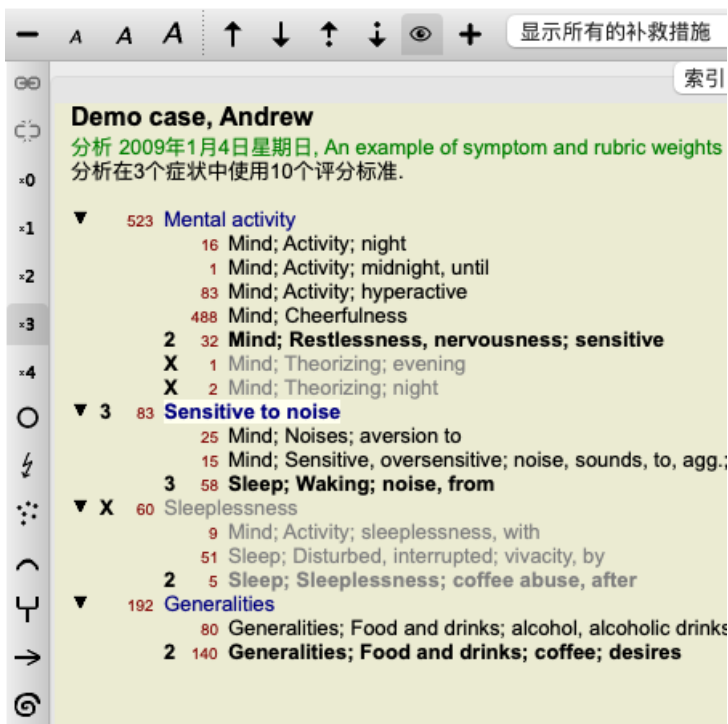 A A A 显示所有的补救措施
索引
Demo case, Andrew
分析 2009年1月4日星期日, An example of symptom and rubric weights
分析在3个症状中使用10个评分标准.
×0
×1
×2
×3
×4
523 Mental activity
16 Mind; Activity; night
1 Mind; Activity; midnight, until
83 Mind; Activity; hyperactive
488 Mind; Cheerfulness
2 32 Mind; Restlessness, nervousness; sensitive
X 1 Mind; Theorizing; evening
X 2 Mind; Theorizing; night
3 83 Sensitive to noise
25 Mind; Noises; aversion to
15 Mind; Sensitive, oversensitive; noise, sounds, to, agg.;
3 58 Sleep; Waking; noise, from
X 60 Sleeplessness
9 Mind; Activity; sleeplessness, with
51 Sleep; Disturbed, interrupted; vivacity, by
2 5 Sleep; Sleeplessness; coffee abuse, after
192 Generalities
80 Generalities; Food and drinks; alcohol, alcoholic drinks
2 140 Generalities; Food and drinks; coffee; desires